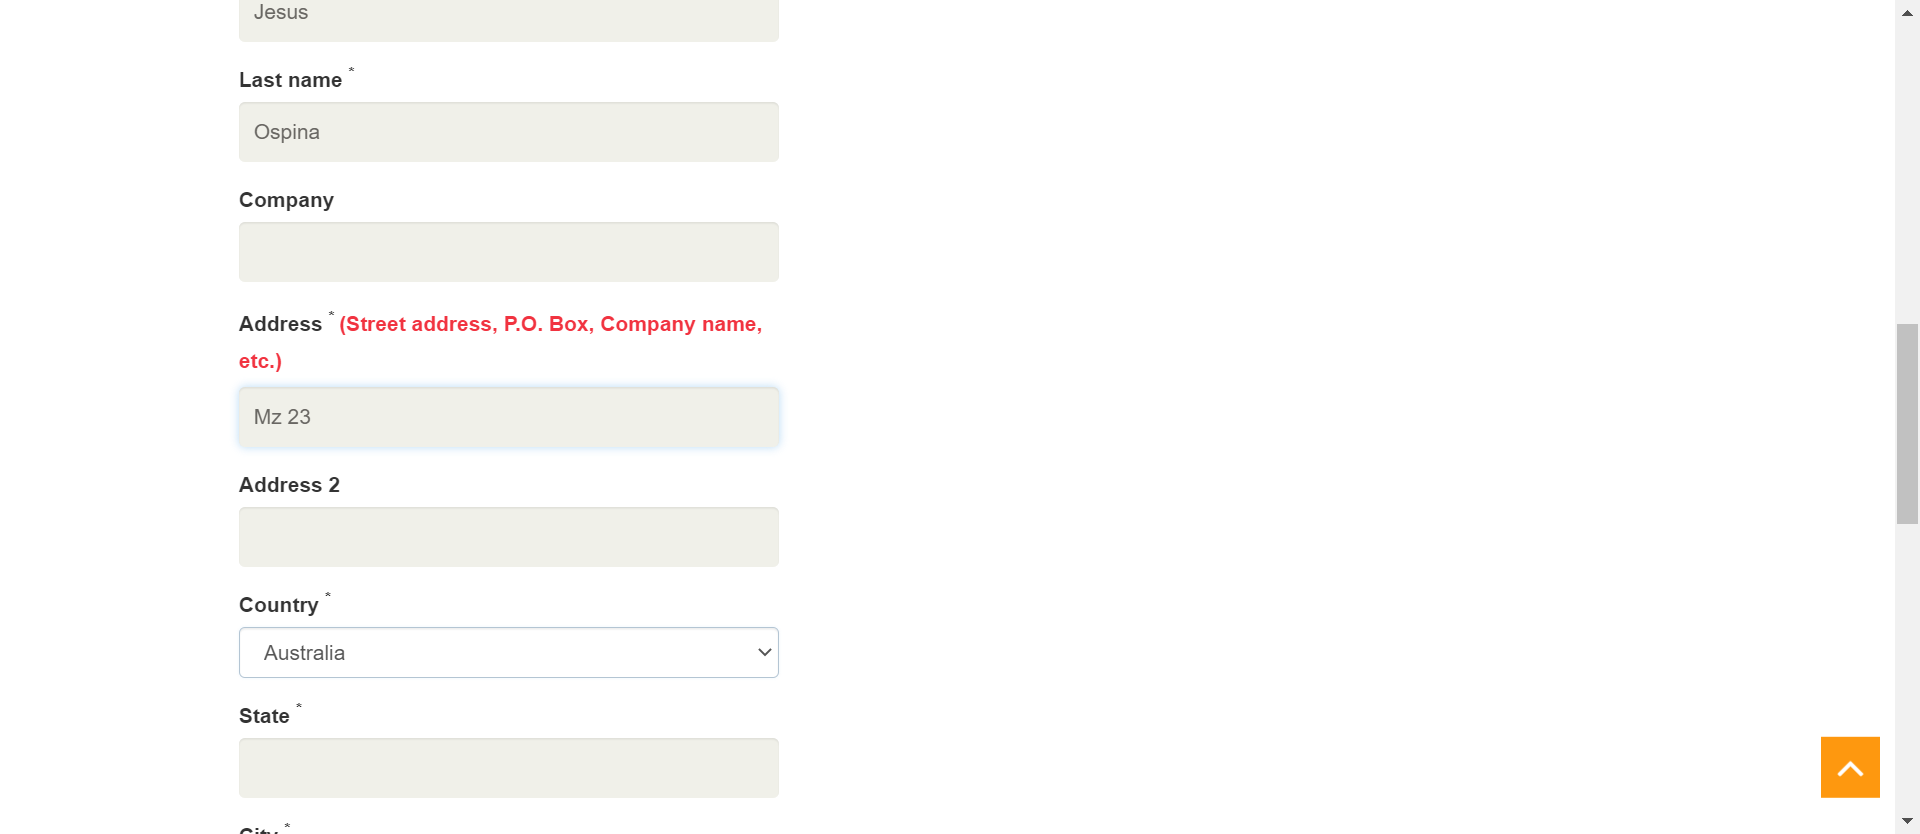 Jesus
Last name *
Ospina
Company
Address * (Street address, P.O. Box, Company name,
etc.)
Mz 23
Address 2
Country *
Australia
State *
City *